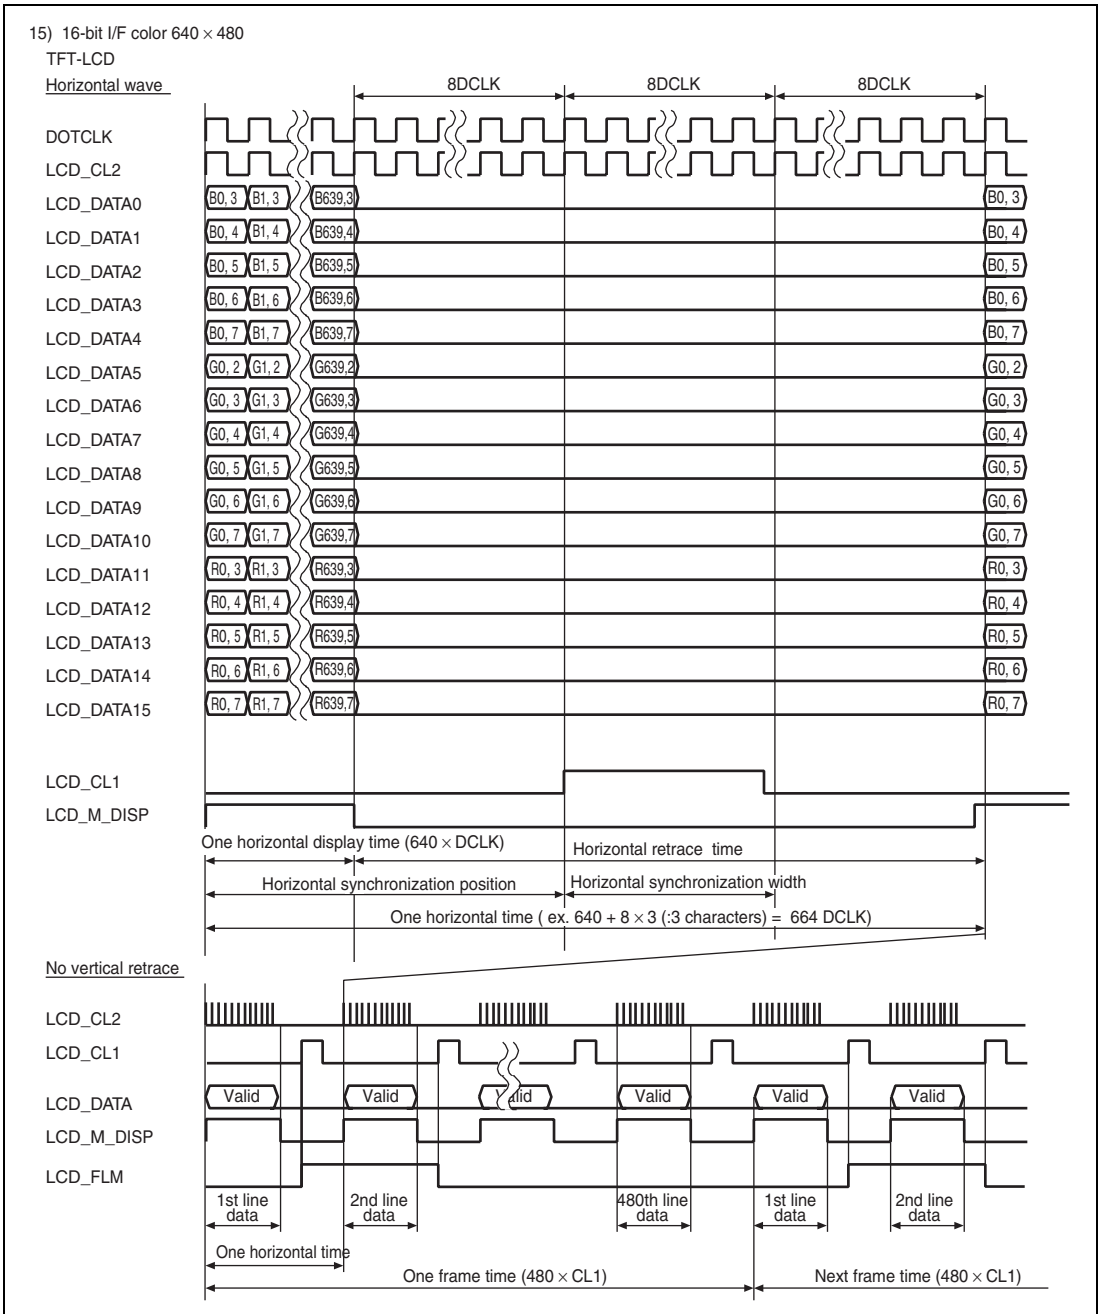 15) 16-bit I/F color 640 × 480
TFT-LCD
Horizontal wave
8DCLK 8DCLK 8DCLK
DOTCLK
LCD_CL2
LCD_DATA0 B0, 3 B1, 3 B639,3 B0, 3
LCD_DATA1 B0, 4 B1, 4 B639,4 B0, 4
LCD_DATA2 B0, 5 B1, 5 B639,5 B0, 5
LCD_DATA3 B0, 6 B1, 6 B639,6 B0, 6
LCD_DATA4 B0, 7 B1, 7 B639,7 B0, 7
LCD_DATA5 G0, 2 G1, 2 G639,2 G0, 2
LCD_DATA6 G0, 3 G1, 3 G639,3 G0, 3
LCD_DATA7 G0, 4 G1, 4 G639,4 G0, 4
LCD_DATA8 G0, 5 G1, 5 G639,5 G0, 5
LCD_DATA9 G0, 6 G1, 6 G639,6 G0, 6
LCD_DATA10 G0, 7 G1, 7 G639,7 G0, 7
LCD_DATA11 R0, 3 R1, 3 R639,3 R0, 3
LCD_DATA12 R0, 4 R1, 4 R639,4 R0, 4
LCD_DATA13 R0, 5 R1, 5 R639,5 R0, 5
LCD_DATA14 R0, 6 R1, 6 R639,6 R0, 6
LCD_DATA15 R0, 7 R1, 7 R639,7 R0, 7
LCD_CL1
LCD_M_DISP
One horizontal display time (640 × DCLK)
Horizontal retrace time
Horizontal synchronization position
Horizontal synchronization width
One horizontal time ( ex. 640 + 8 × 3 (:3 characters) = 664 DCLK)
No vertical retrace
LCD_CL2
LCD_CL1
LCD_DATA Valid Valid Valid Valid Valid Valid
LCD_M_DISP
LCD_FLM
1st line 2nd line 480th line 1st line 2nd line
data data data data data
One horizontal time
One frame time (480 × CL1) Next frame time (480 × CL1)